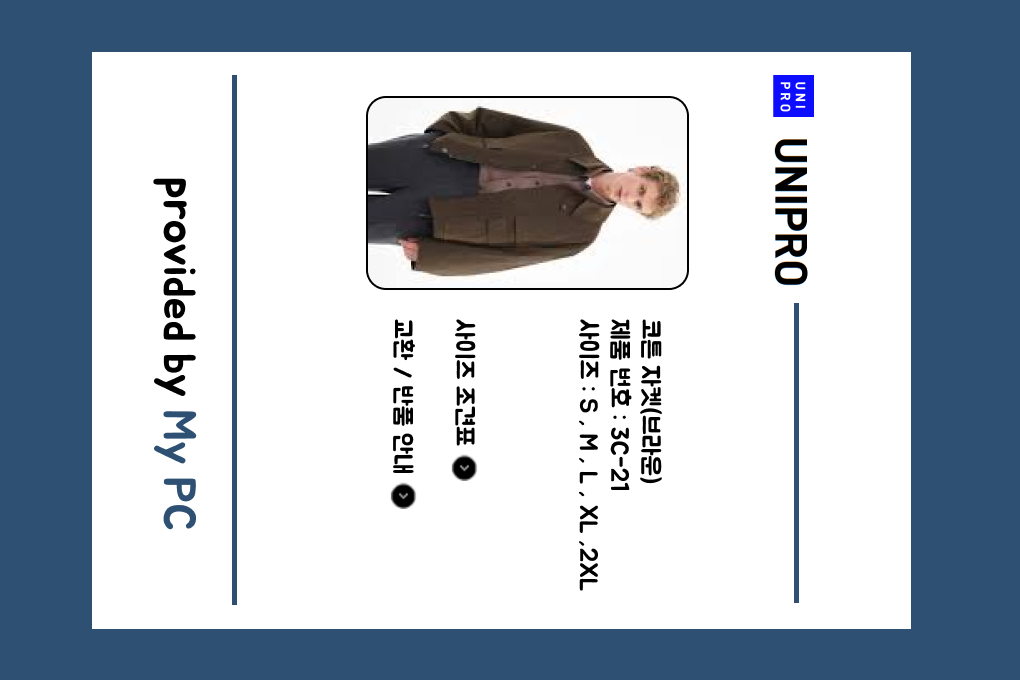 UNI
PRO
UNIPRO
코튼 자켓(브라운)
제품 번호 : 3C-21
사이즈 : S , M , L , XL ,2XL
사이즈 조견표
교환 / 반품 안내
provided by My PC